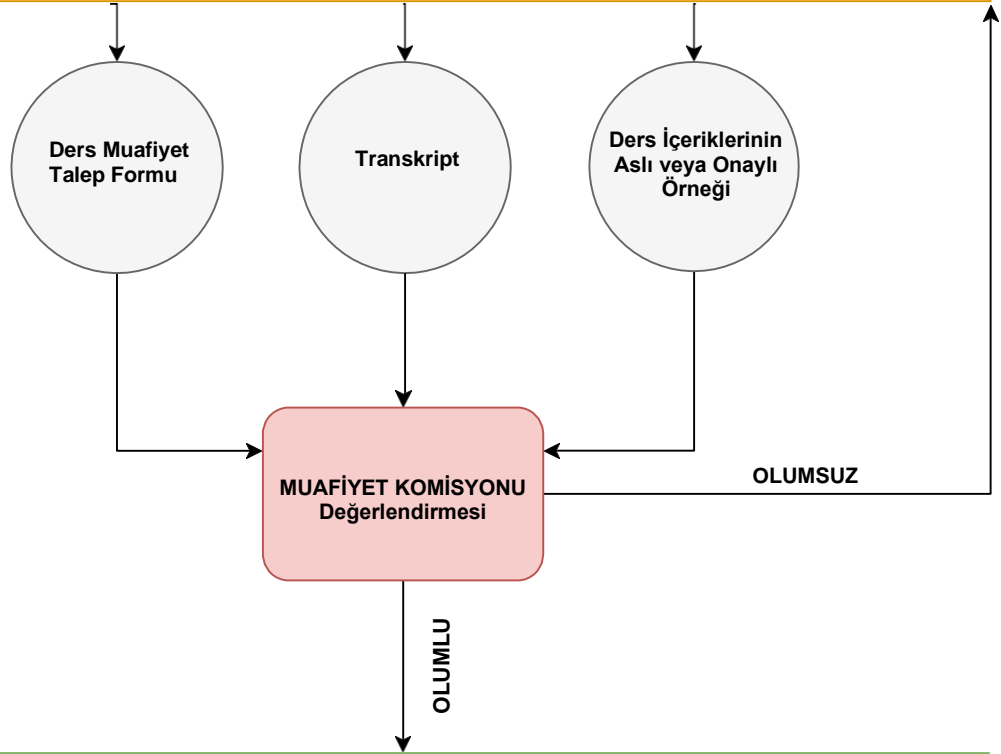 Ders Muafiyet
Talep Formu
Transkript
Ders İçeriklerinin
Aslı veya Onaylı
Örneği
MUAFİYET KOMİSYONU
Değerlendirmesi
OLUMSUZ
OLUMLU